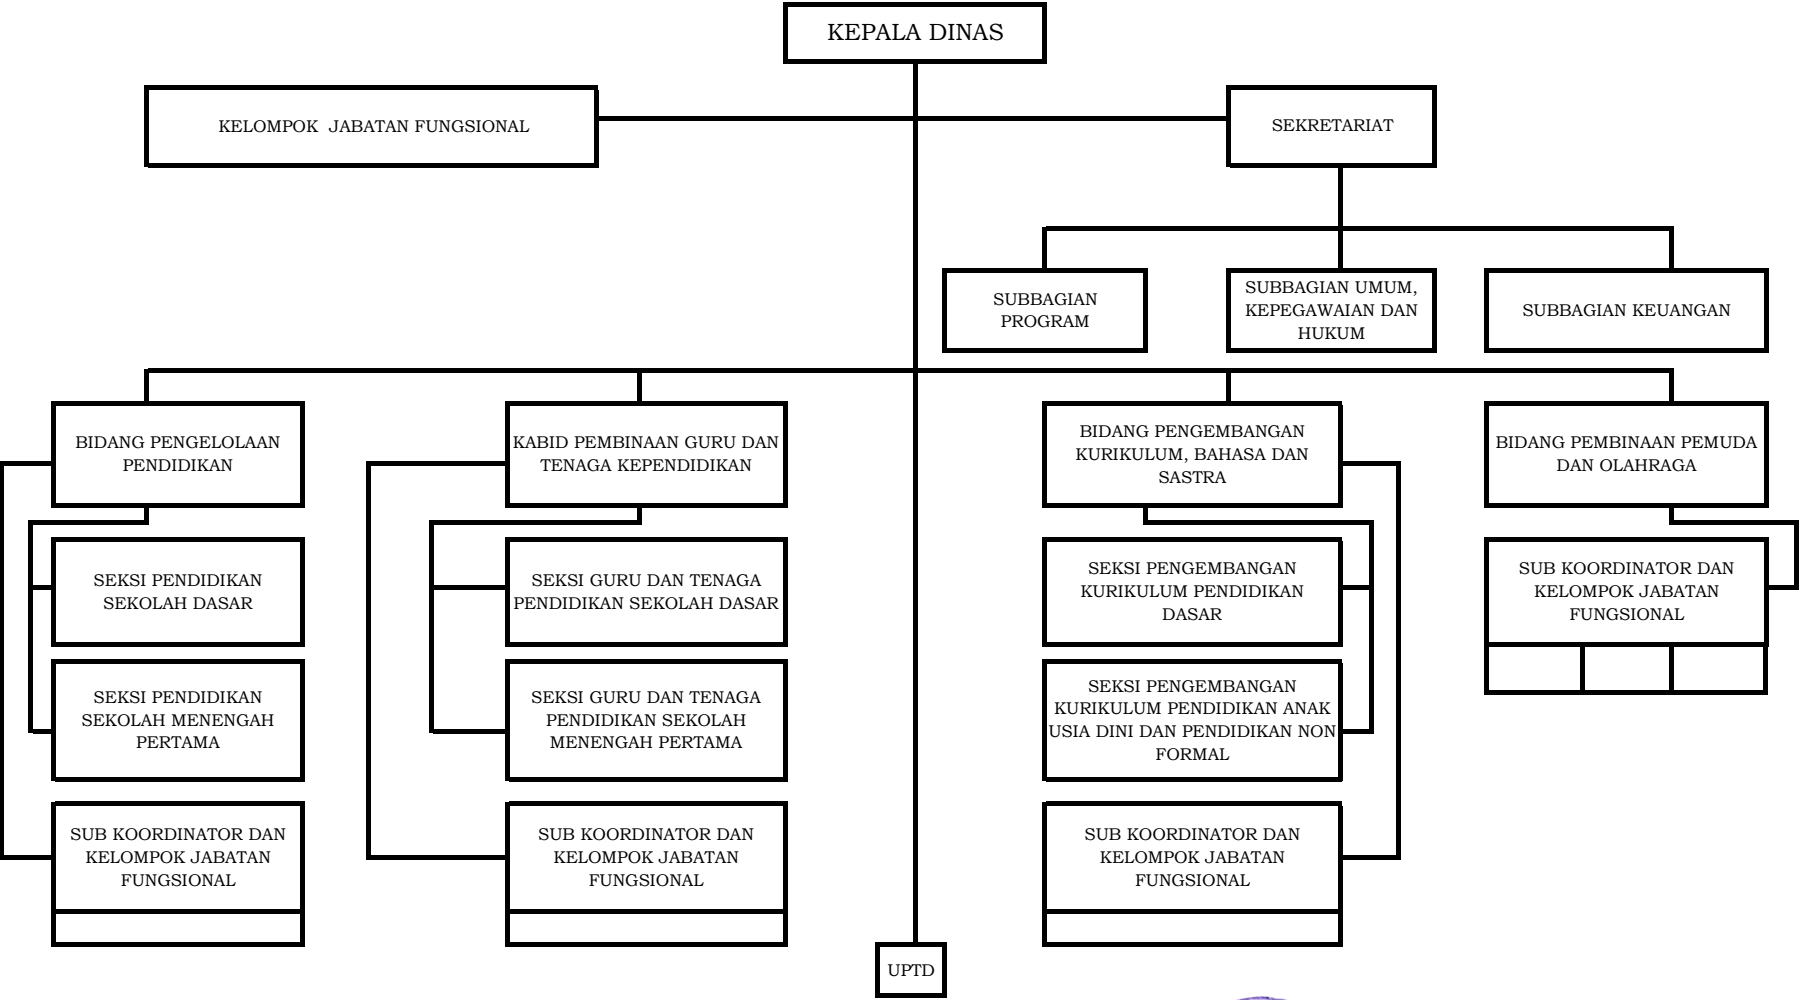 KEPALA DINAS
KELOMPOK JABATAN FUNGSIONAL
SEKRETARIAT
SUBBAGIAN
PROGRAM
SUBBAGIAN UMUM,
KEPEGAWAIAN DAN
HUKUM
SUBBAGIAN KEUANGAN
BIDANG PENGELOLAAN
PENDIDIKAN
KABID PEMBINAAN GURU DAN
TENAGA KEPENDIDIKAN
BIDANG PENGEMBANGAN
KURIKULUM, BAHASA DAN
SASTRA
BIDANG PEMBINAAN PEMUDA
DAN OLAHRAGA
SEKSI PENDIDIKAN
SEKOLAH DASAR
SEKSI GURU DAN TENAGA
PENDIDIKAN SEKOLAH DASAR
SEKSI PENGEMBANGAN
KURIKULUM PENDIDIKAN
DASAR
SUB KOORDINATOR DAN
KELOMPOK JABATAN
FUNGSIONAL
SEKSI PENDIDIKAN
SEKOLAH MENENGAH
PERTAMA
SEKSI GURU DAN TENAGA
PENDIDIKAN SEKOLAH
MENENGAH PERTAMA
SEKSI PENGEMBANGAN
KURIKULUM PENDIDIKAN ANAK
USIA DINI DAN PENDIDIKAN NON
FORMAL
SUB KOORDINATOR DAN
KELOMPOK JABATAN
FUNGSIONAL
SUB KOORDINATOR DAN
KELOMPOK JABATAN
FUNGSIONAL
SUB KOORDINATOR DAN
KELOMPOK JABATAN
FUNGSIONAL
UPTD